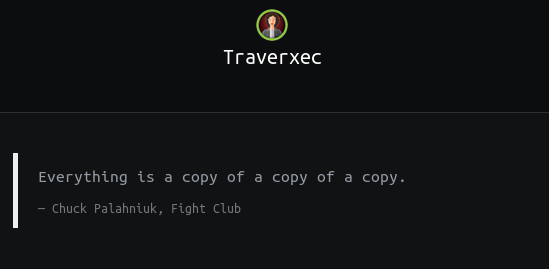 Traverxec
Everything is a copy of a copy of a copy.
— Chuck Palahniuk, Fight Club